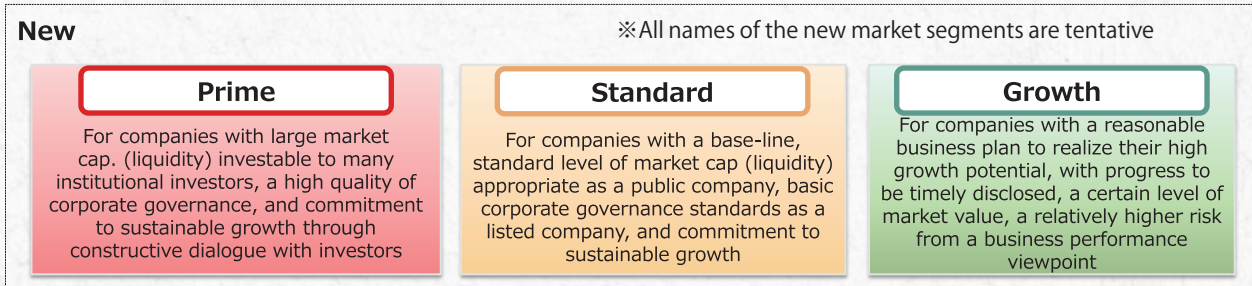 New
※All names of the new market segments are tentative
Prime
For companies with large market
cap. (liquidity) investable to many
institutional investors, a high quality of
corporate governance, and commitment
to sustainable growth through
constructive dialogue with investors
Standard
For companies with a base-line,
standard level of market cap (liquidity)
appropriate as a public company, basic
corporate governance standards as a
listed company, and commitment to
sustainable growth
Growth
For companies with a reasonable
business plan to realize their high
growth potential, with progress to
be timely disclosed, a certain level of
market value, a relatively higher risk
from a business performance
viewpoint